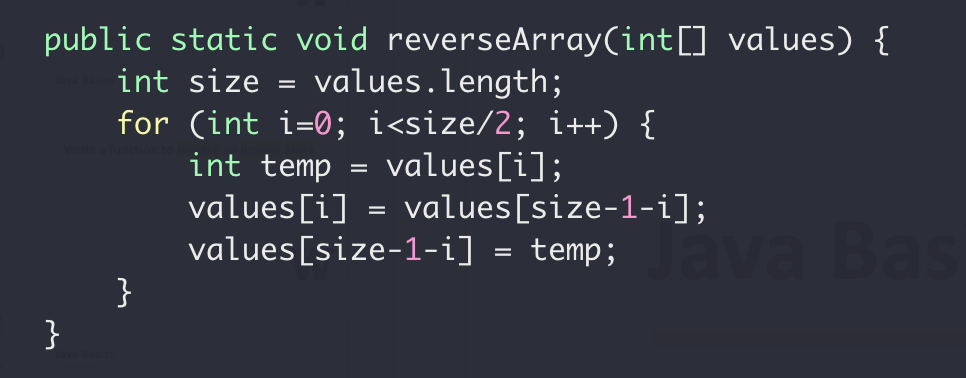 public static void reverseArray(int[] values) {
    int size = values.length;
    for (int i=0; i<size/2; i++) {
        int temp = values[i];
        values[i] = values[size-1-i];
        values[size-1-i] = temp;
    }
}
Java Bas